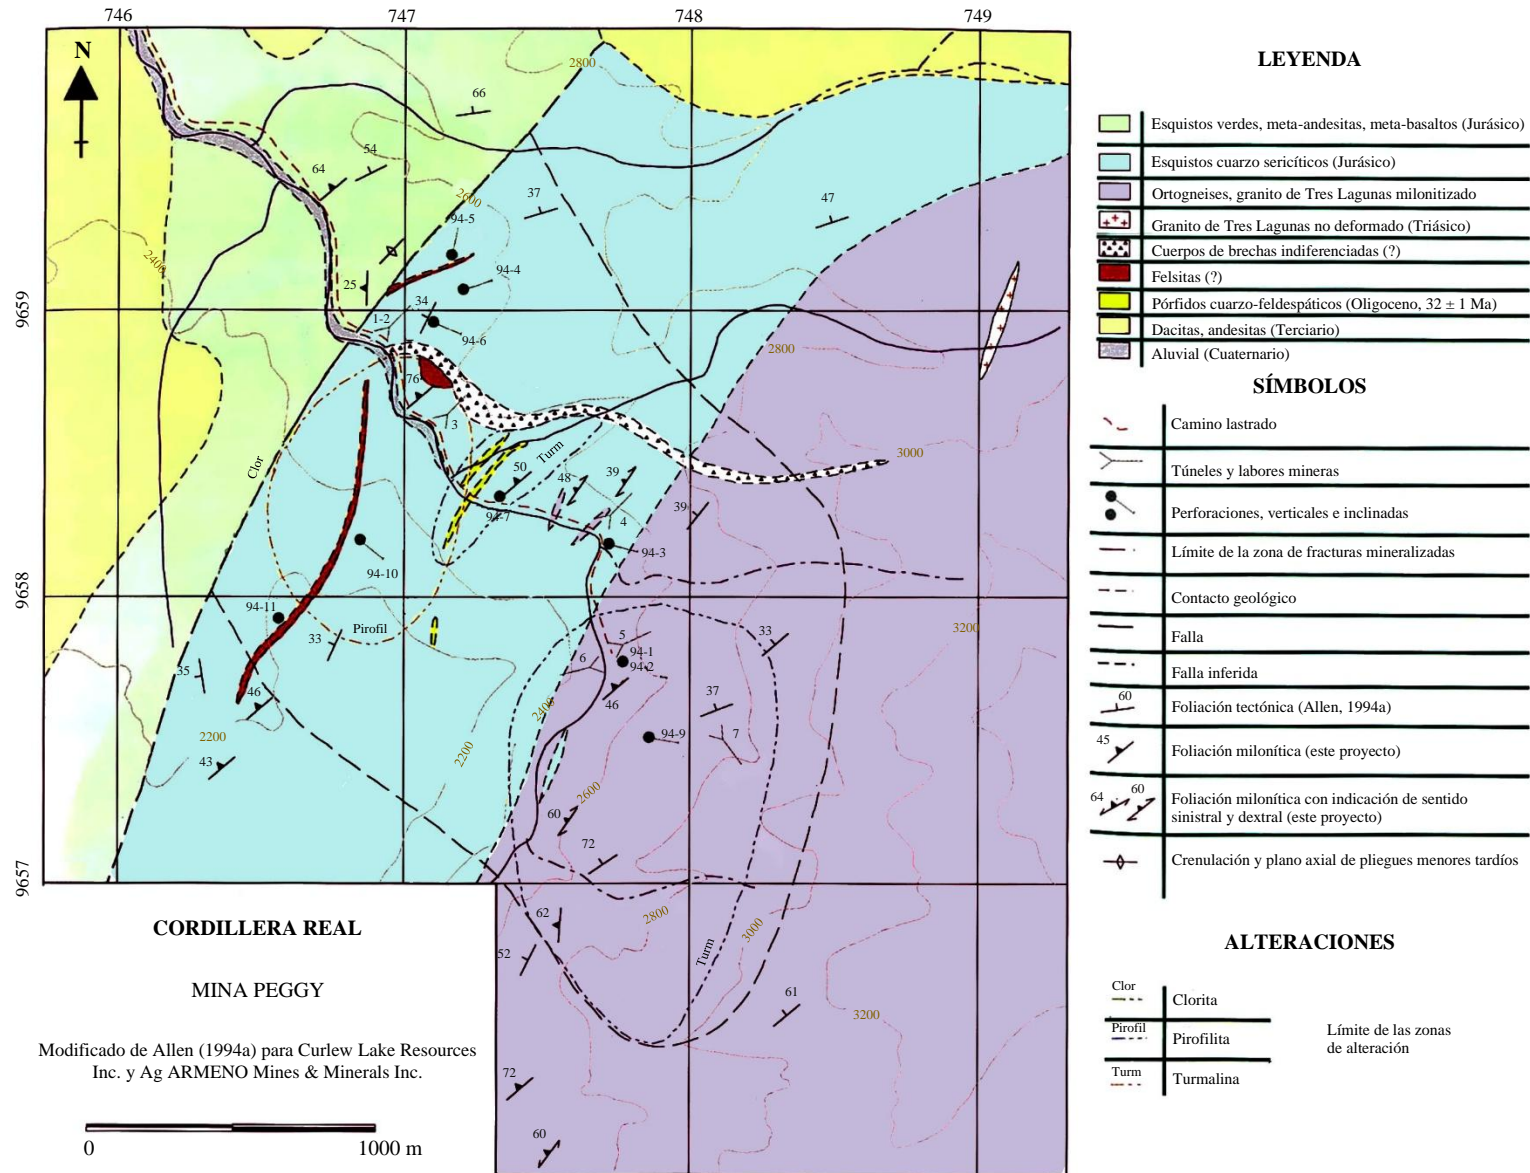 746
747
748
749
N
9659
9658
9657
2800
66
54
64
2600
37
47
94-5
2400
25
34
94-4
1-2
94-6
2800
76
3
Clor
Turm
50
48
39
3000
39
94-7
4
94-3
94-10
94-11
Pirofil
33
5
94-1
94-2
6
33
3200
35
46
46
37
2400
2200
2200
94-9
7
43
2600
60
72
62
2800
3000
52
Turm
61
3200
72
60
LEYENDA
Esquistos verdes, meta-andesitas, meta-basaltos (Jurásico)
Esquistos cuarzo sericíticos (Jurásico)
Ortogneises, granito de Tres Lagunas milonitizado
Granito de Tres Lagunas no deformado (Triásico)
Cuerpos de brechas indiferenciadas (?)
Felsitas (?)
Pórfidos cuarzo-feldespáticos (Oligoceno, 32 ± 1 Ma)
Dacitas, andesitas (Terciario)
Aluvial (Cuaternario)
SÍMBOLOS
Camino lastrado
Túneles y labores mineras
Perforaciones, verticales e inclinadas
Límite de la zona de fracturas mineralizadas
Contacto geológico
Falla
Falla inferida
60
Foliación tectónica (Allen, 1994a)
45
Foliación milonítica (este proyecto)
64
60
Foliación milonítica con indicación de sentido
sinistral y dextral (este proyecto)
Crenulación y plano axial de pliegues menores tardíos
ALTERACIONES
Clor
Clorita
Pirofil
Pirofilita
Turm
Turmalina
Límite de las zonas
de alteración
CORDILLERA REAL
MINA PEGGY
Modificado de Allen (1994a) para Curlew Lake Resources
Inc. y Ag ARMENO Mines & Minerals Inc.
0
1000 m